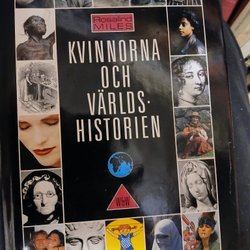 Rosalind
MILES
KVINNORNA
OCH
VÄRLDS-
HISTORIEN
W&W